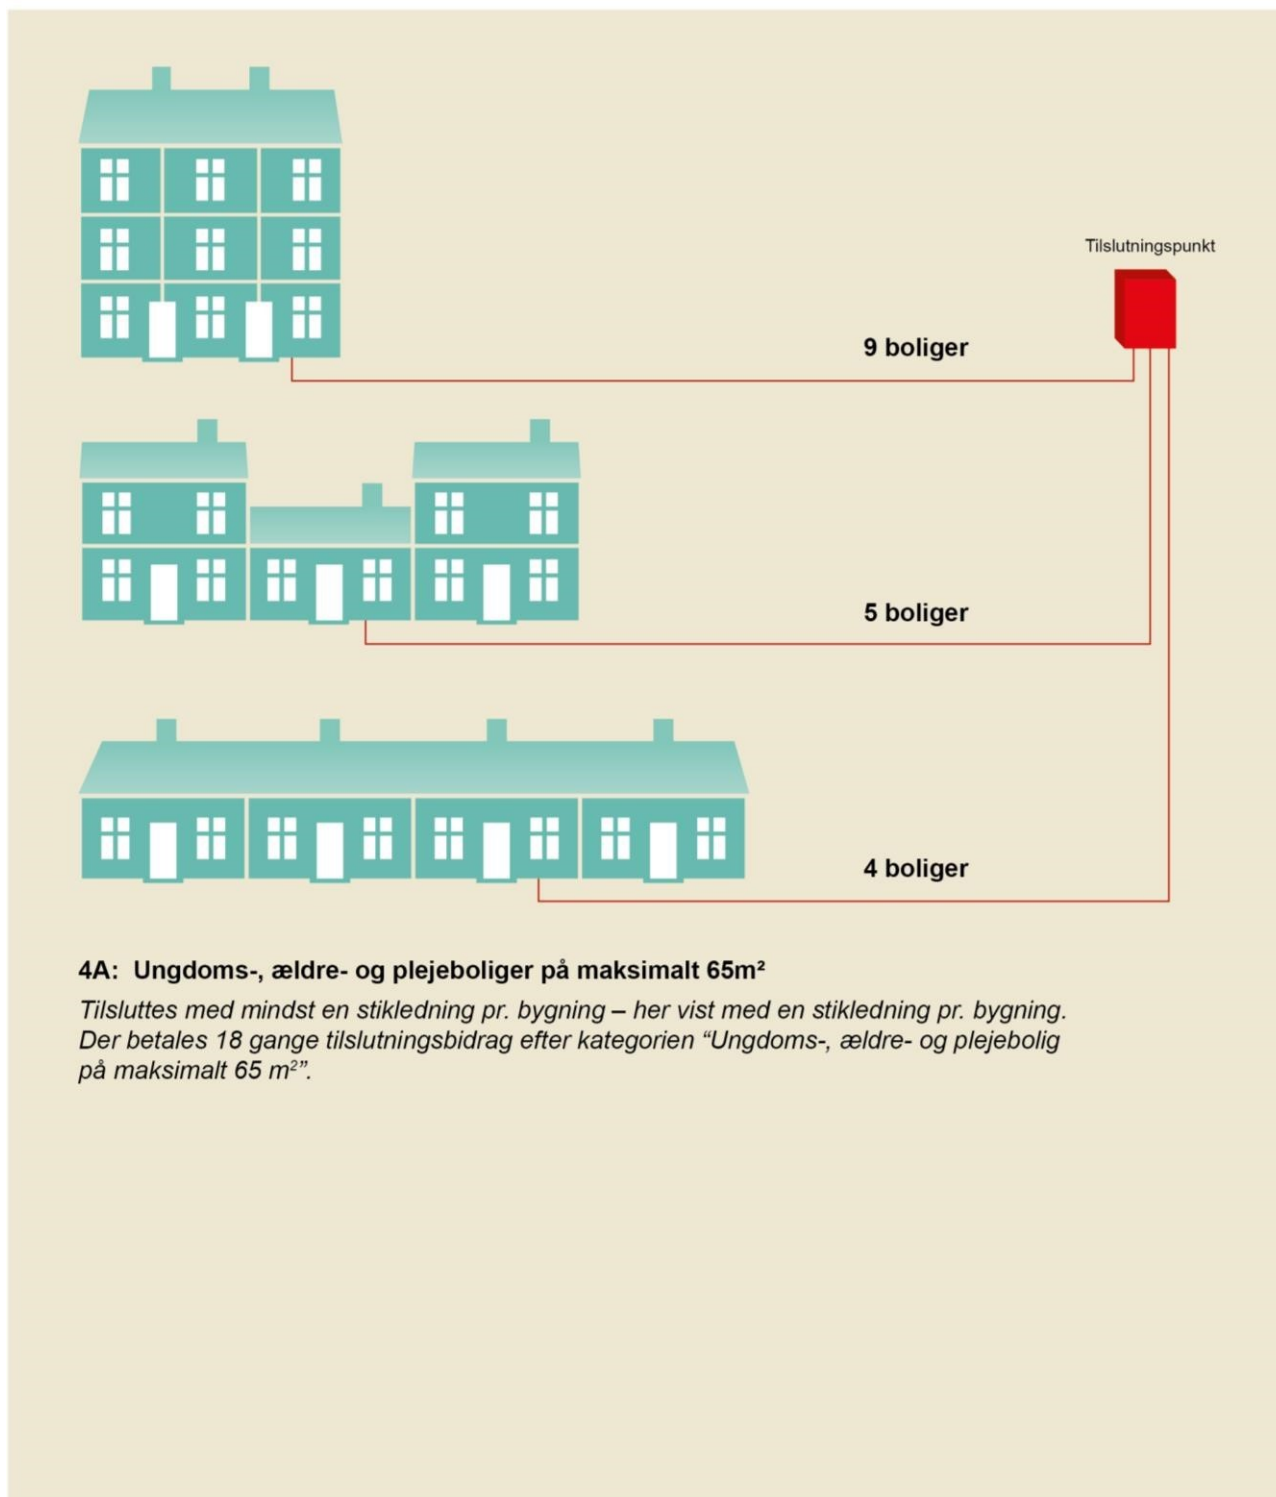 Tilslutningspunkt
9 boliger
5 boliger
4 boliger
4A: Ungdoms-, ældre- og plejeboliger på maksimalt 65m²
Tilsluttes med mindst en stikledning pr. bygning – her vist med en stikledning pr. bygning.
Der betales 18 gange tilslutningsbidrag efter kategorien “Ungdoms-, ældre- og plejebolig
på maksimalt 65 m²”.